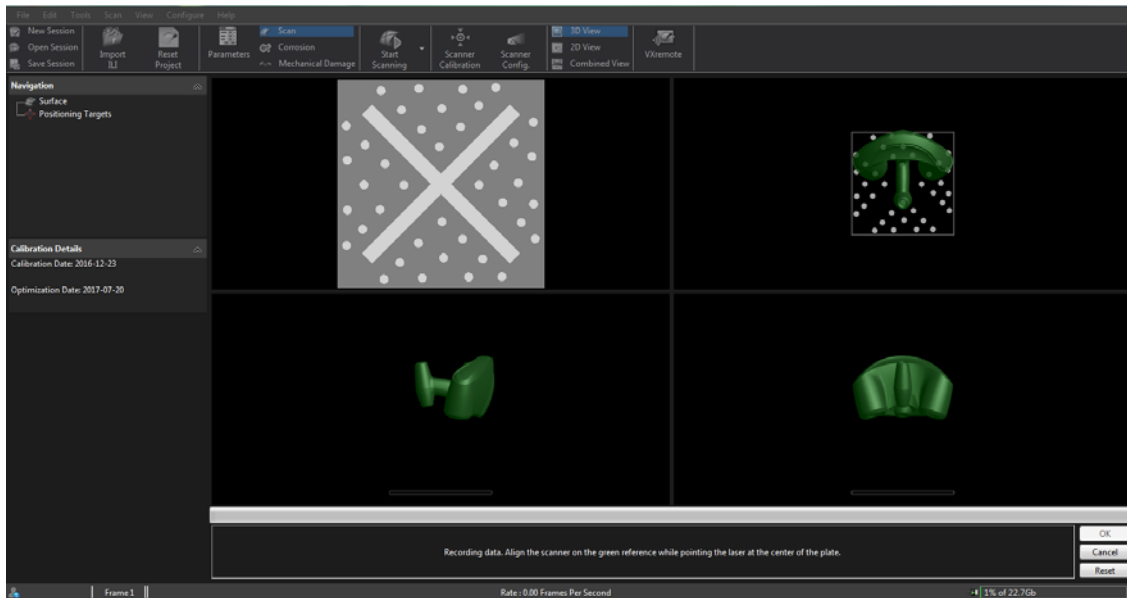 File Edit Tools Scan View Configure Help
New Session
Open Session
Save Session
Import
ILI
Reset
Project
Parameters
Scan
Corrosion
Mechanical Damage
Start
Scanning
Scanner
Calibration
Scanner
Config.
3D View
2D View
Combined View
VXremote
Navigation
Surface
Positioning Targets
Calibration Details
Calibration Date: 2016-12-23
Optimization Date: 2017-07-20
Recording data. Align the scanner on the green reference while pointing the laser at the center of the plate.
OK
Cancel
Reset
Frame 1
Rate : 0.00 Frames Per Second
1% of 22.7Gb